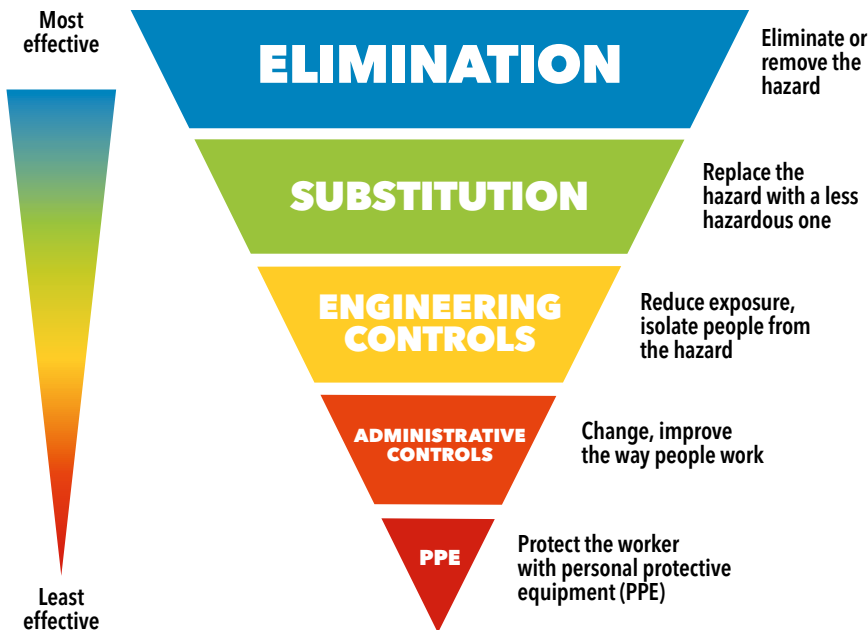 Most
effective
ELIMINATION
Eliminate or
remove the
hazard
SUBSTITUTION
Replace the
hazard with a less
hazardous one
ENGINEERING
CONTROLS
Reduce exposure,
isolate people from
the hazard
ADMINISTRATIVE
CONTROLS
Change, improve
the way people work
PPE
Protect the worker
with personal protective
equipment (PPE)
Least
effective